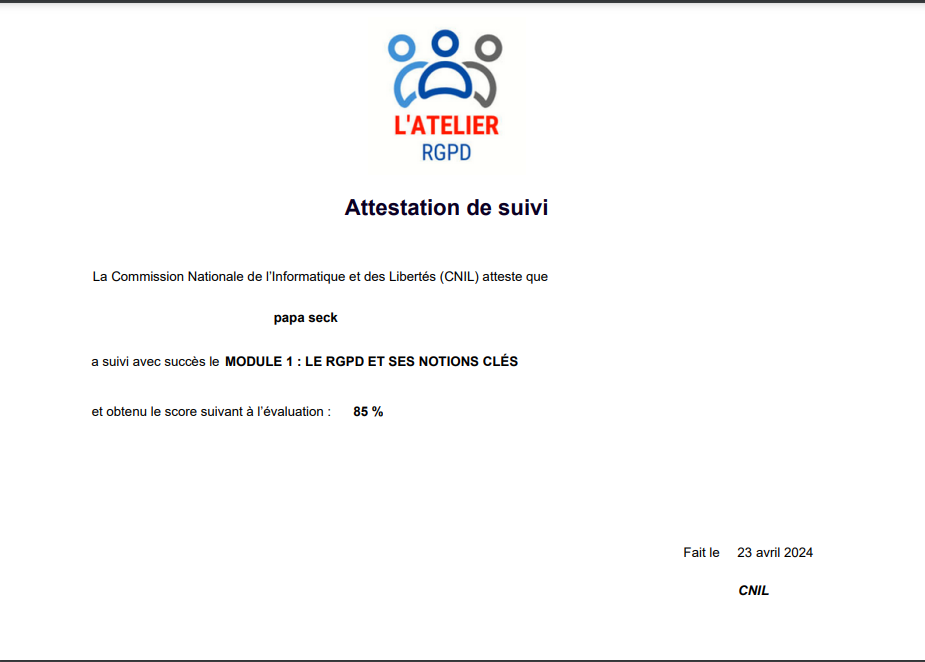 L'ATELIER
RGPD
Attestation de suivi
La Commission Nationale de l'Informatique et des Libertés (CNIL) atteste que
papa seck
a suivi avec succès le MODULE 1 : LE RGPD ET SES NOTIONS CLÉS
et obtenu le score suivant à l'évaluation : 85 %
Fait le 23 avril 2024
CNIL